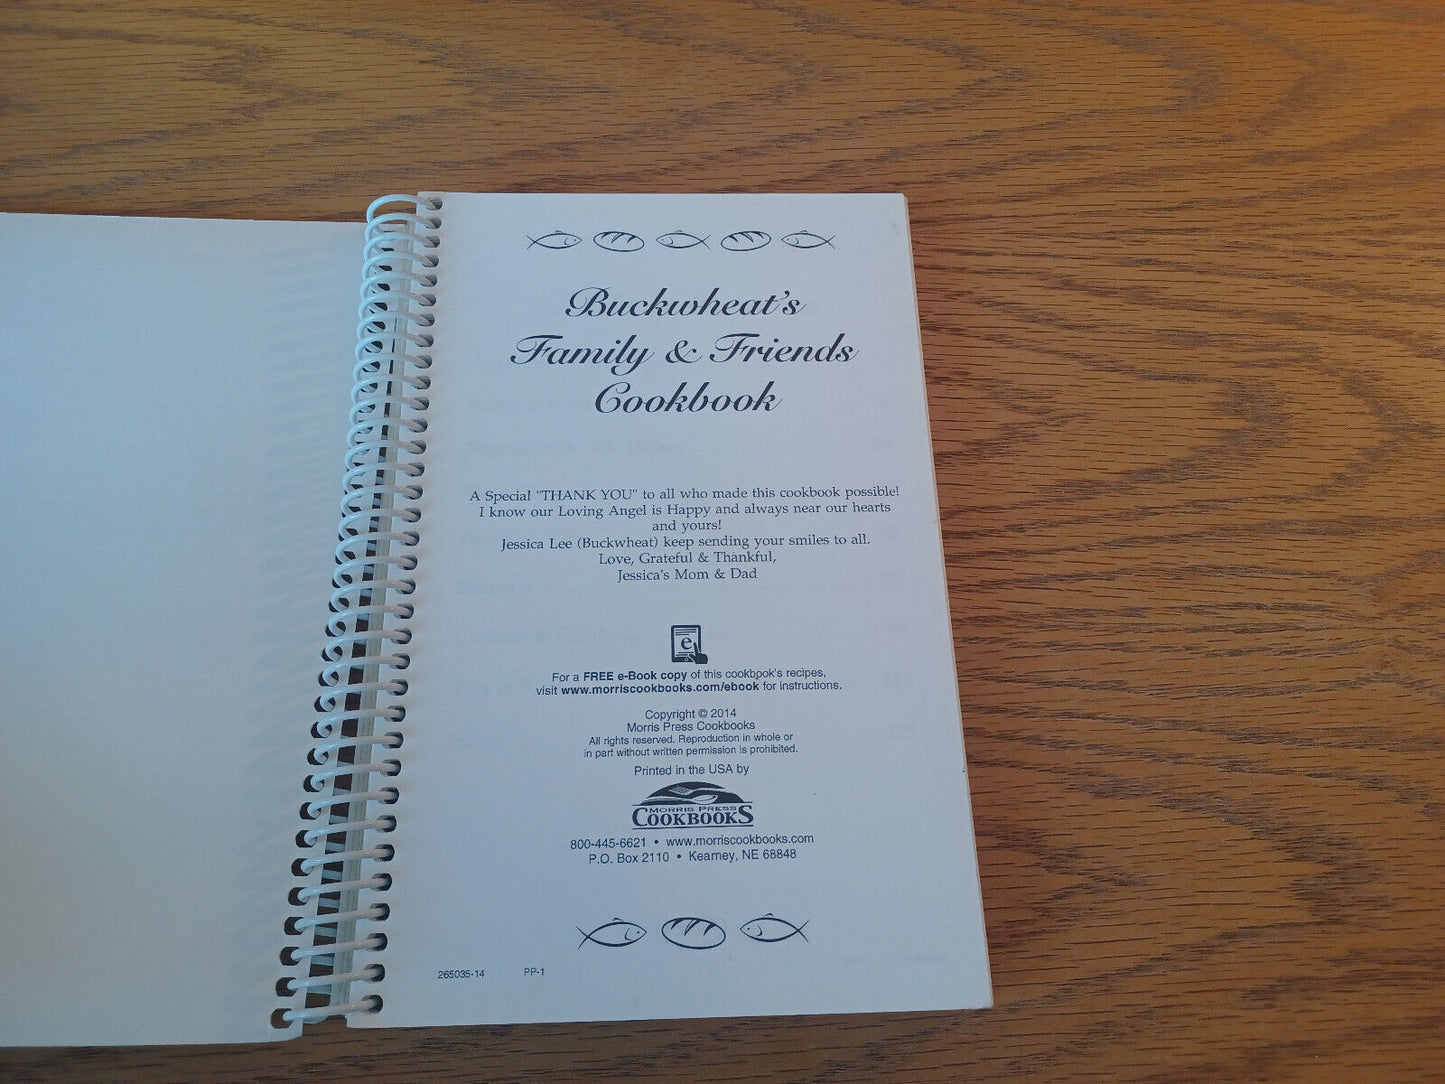 Buckwheat's
Family & Friends
Cookbook
A Special "THANK YOU" to all who made this cookbook possible!
I know our Loving Angel is Happy and always near our hearts
and yours!
Jessica Lee (Buckwheat) keep sending your smiles to all.
Love, Grateful & Thankful,
Jessica's Mom & Dad
e
For a FREE e-Book copy of this cookbook's recipes,
visit www.morriscookbooks.com/ebook for instructions.
Copyright © 2014
Morris Press Cookbooks
All rights reserved. Reproduction in whole or
in part without written permission is prohibited.
Printed in the USA by
MORRIS PRESS
COOKBOOKS
800-445-6621 • www.morriscookbooks.com
P.O. Box 2110 • Kearney, NE 68848
265035-14 PP-1